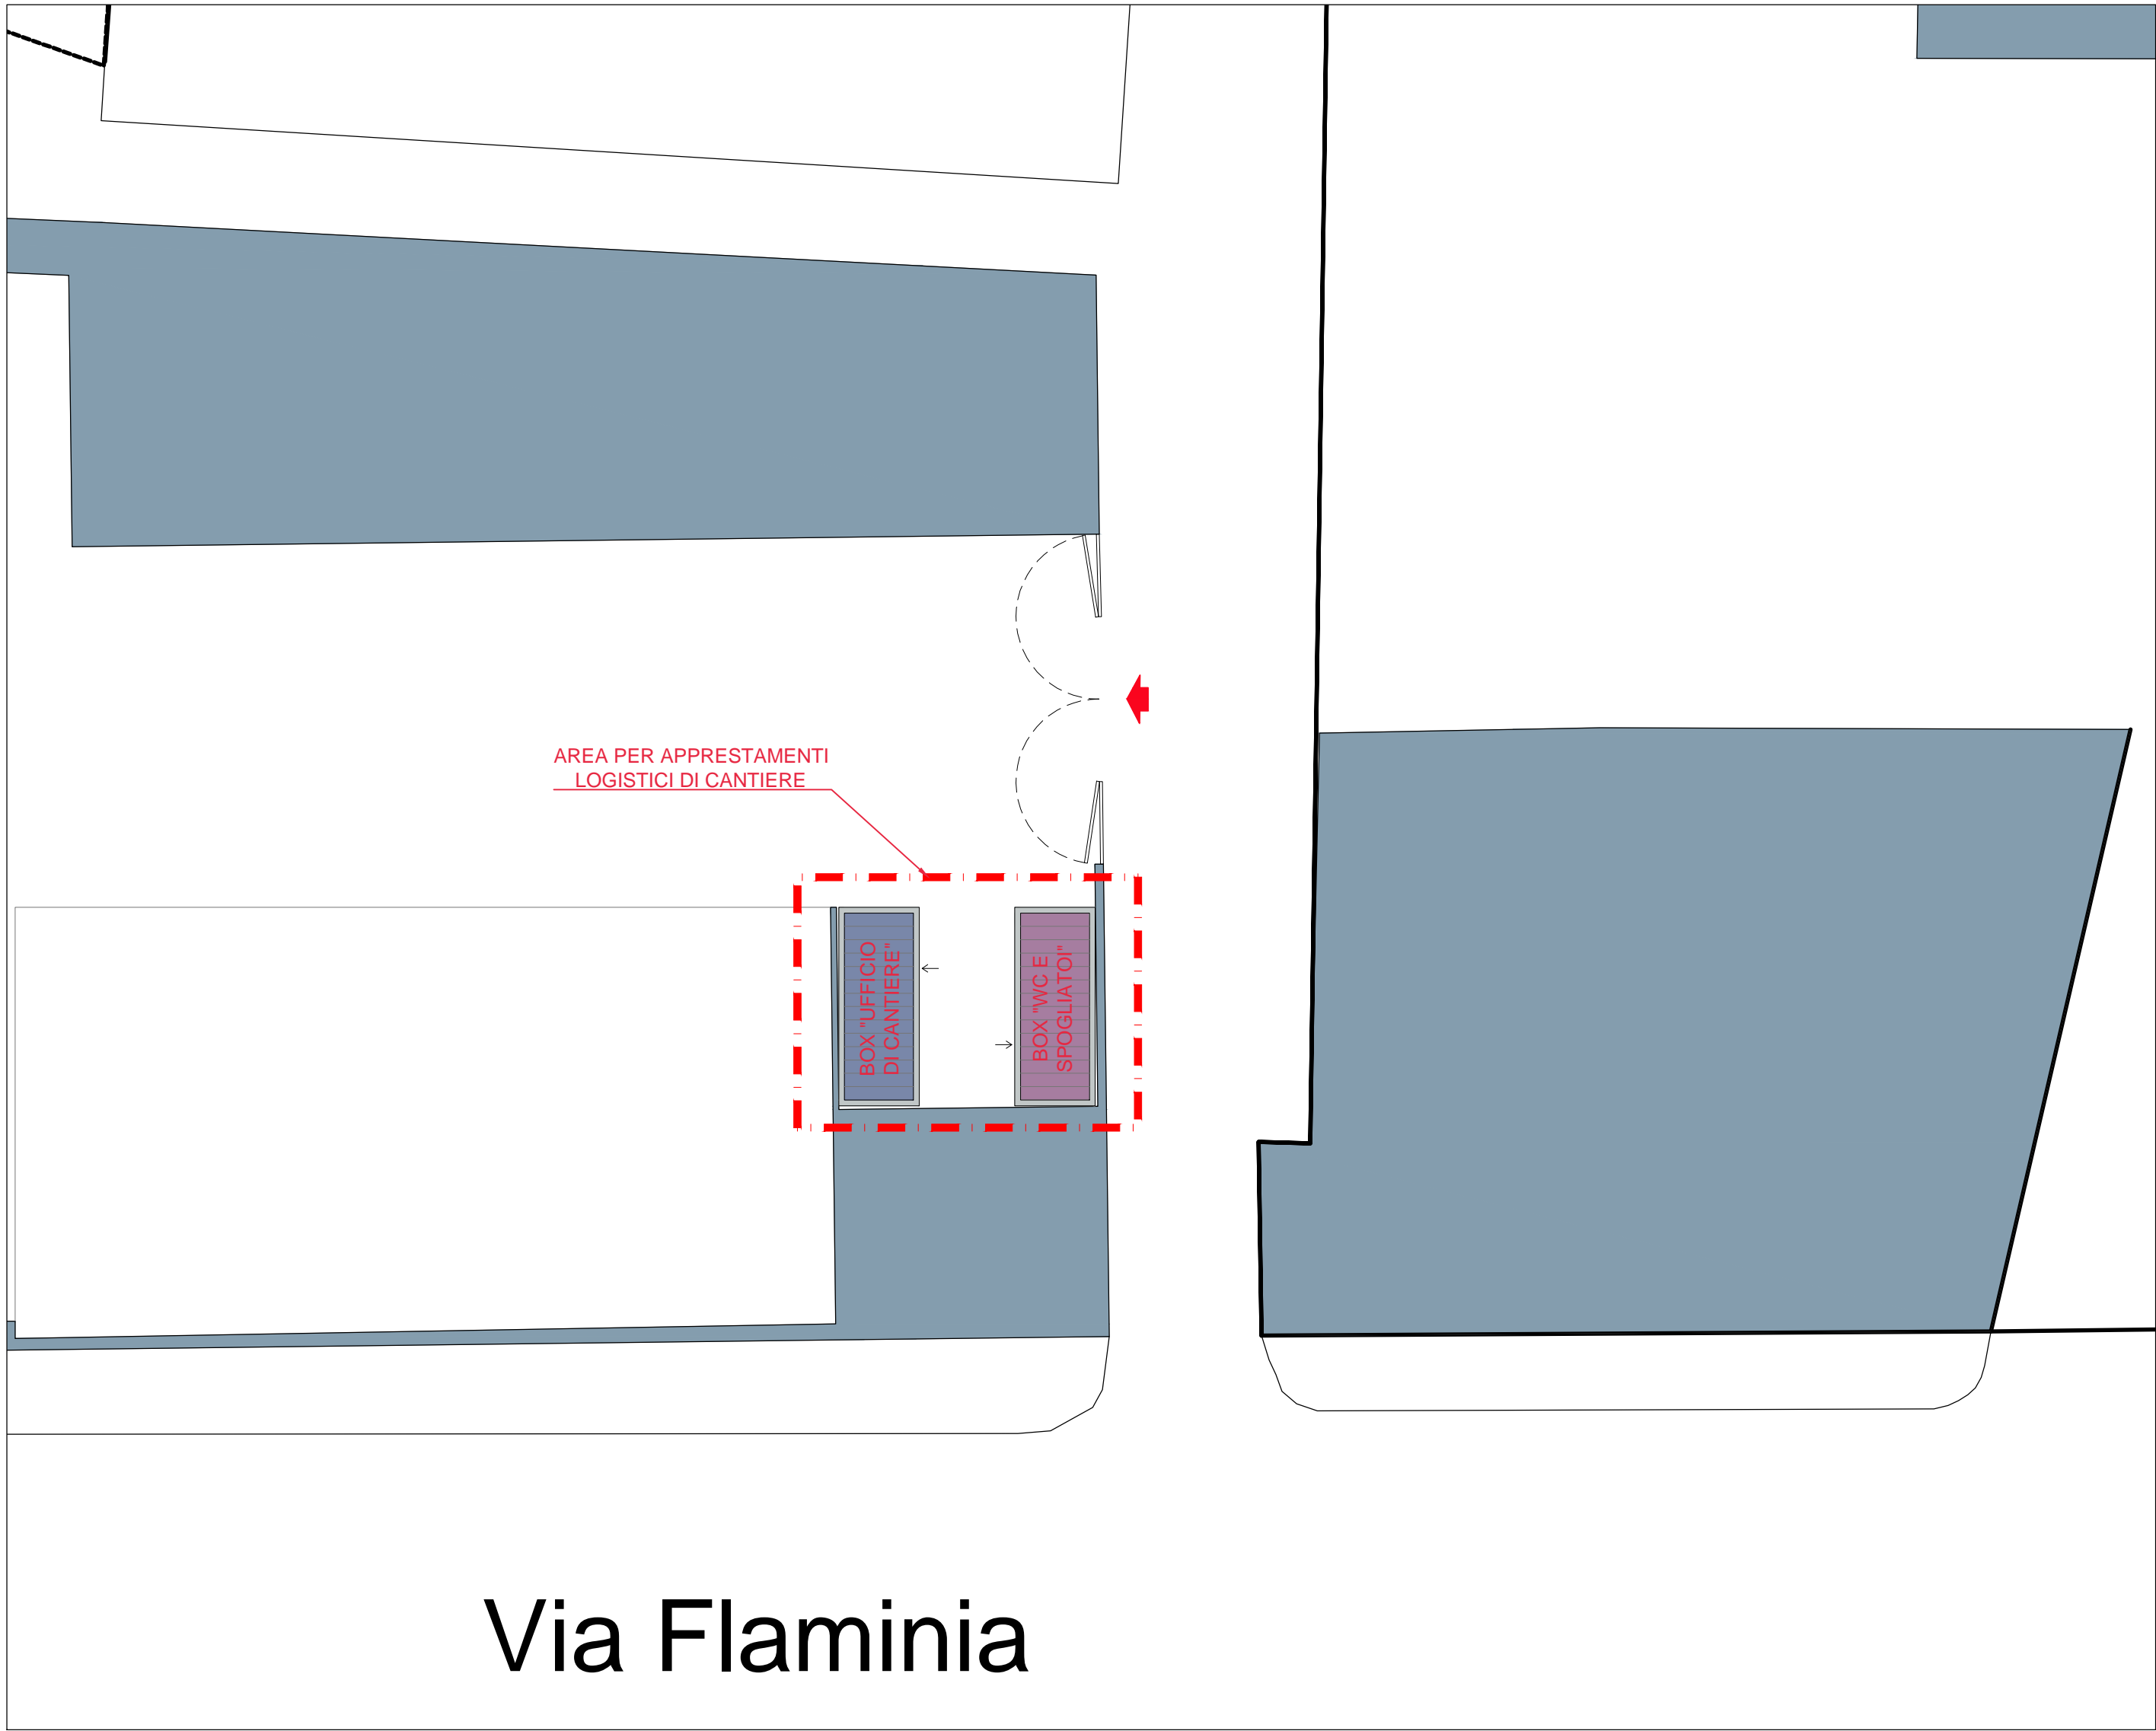 AREA PER APPRESTAMENTI
LOGISTICI DI CANTIERE
BOX "UFFICIO
DI CANTIERE"
BOX "WC E
SPOGLIATOI"
Via Flaminia